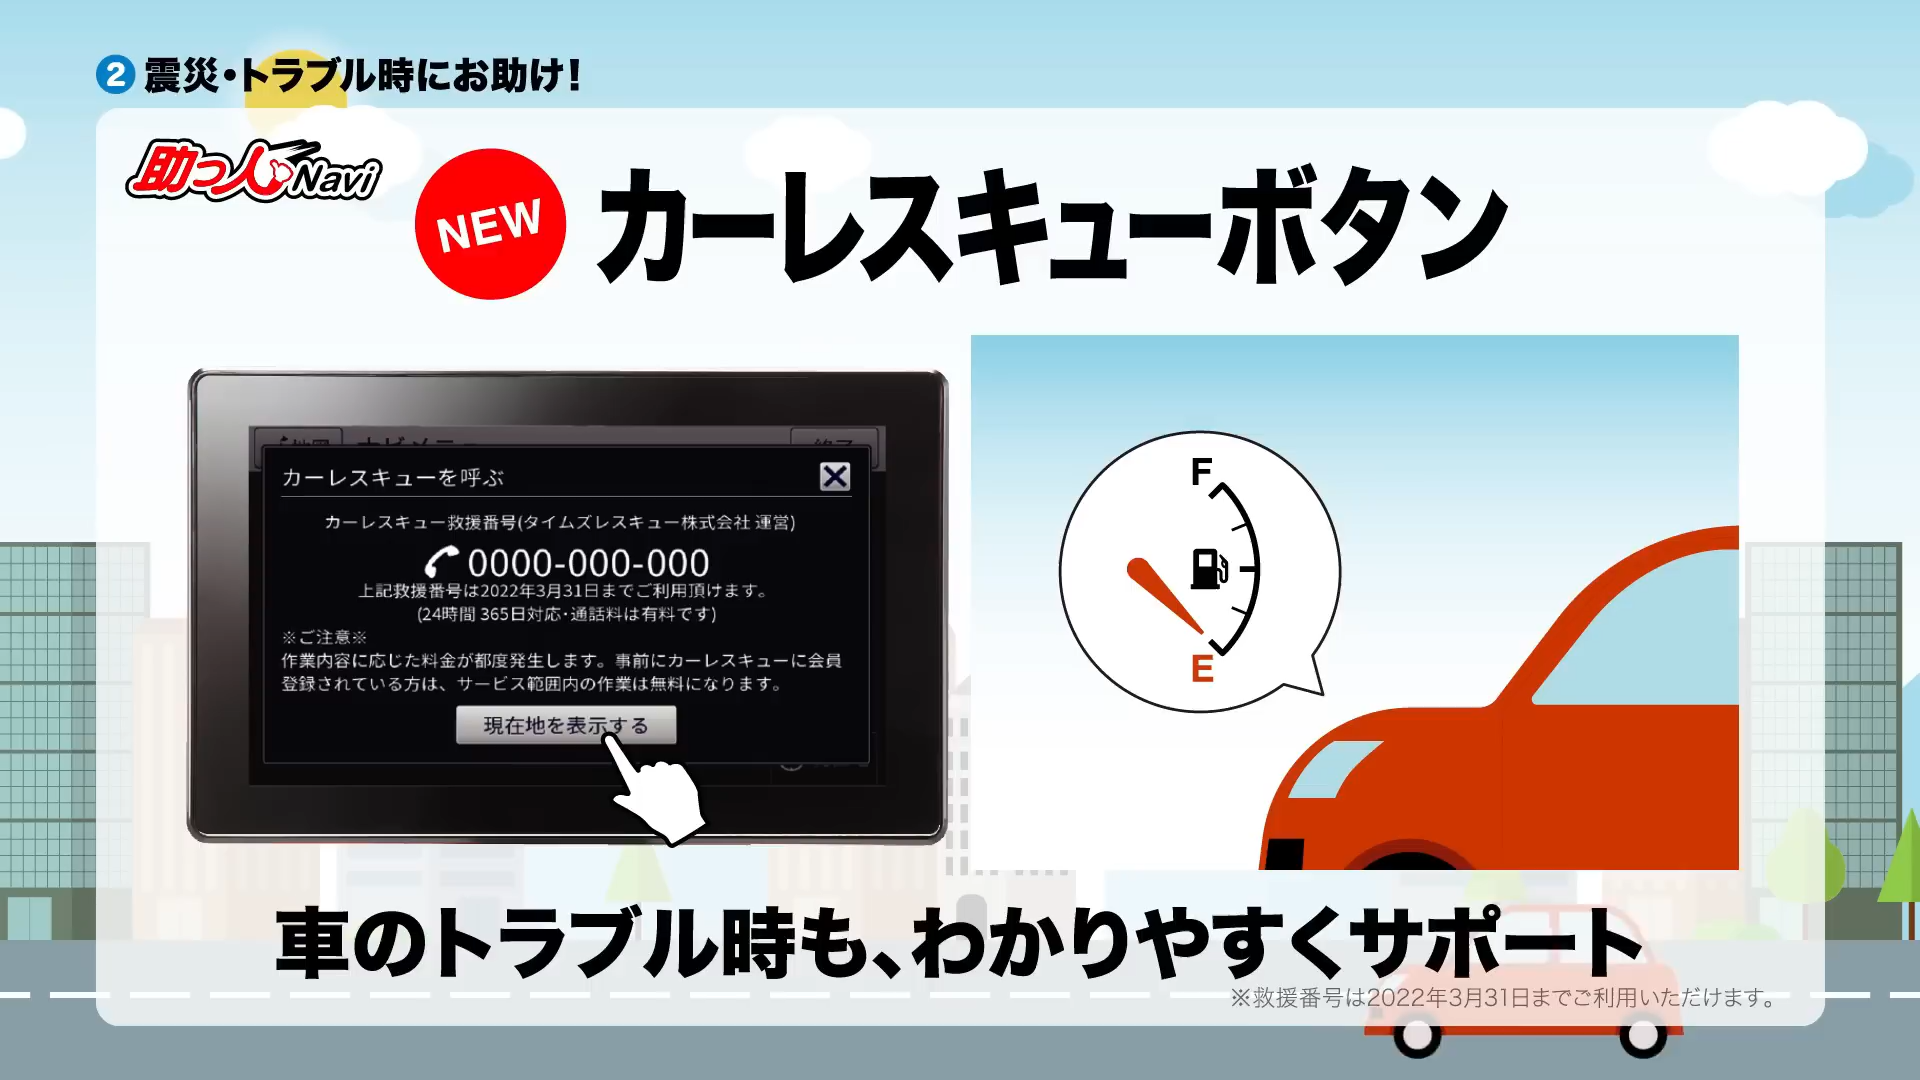 2 震災・トラブル時にお助け!
助っ人Navi
NEW カーレスキューボタン
カーレスキューを呼ぶ
カーレスキュー救援番号(タイムズレスキュー株式会社 運営)
0000-000-000
上記救援番号は2022年3月31日までご利用頂けます。
(24時間 365日対応・通話料は有料です)
※ご注意※
作業内容に応じた料金が都度発生します。事前にカーレスキューに会員
登録されている方は、サービス範囲内の作業は無料になります。
現在地を表示する
F
E
車のトラブル時も、わかりやすくサポート
※救援番号は2022年3月31日までご利用いただけます。